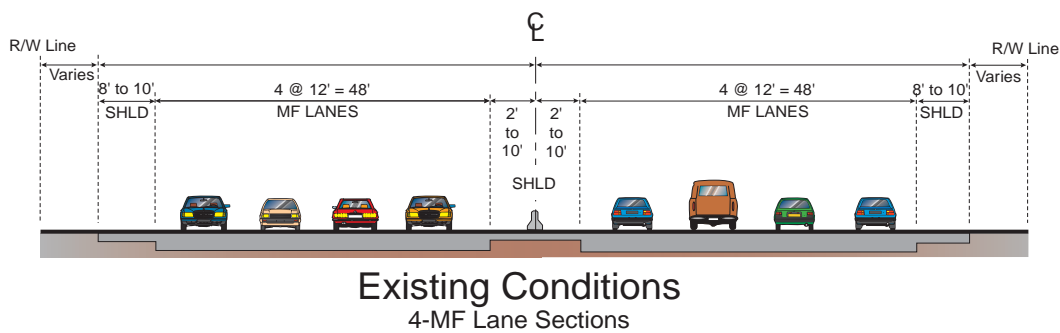 ℄
R/W Line
R/W Line
Varies
Varies
8' to 10'
4 @ 12' = 48'
4 @ 12' = 48'
8' to 10'
SHLD
MF LANES
2'
to
10'
2'
to
10'
MF LANES
SHLD
SHLD
Existing Conditions
4-MF Lane Sections